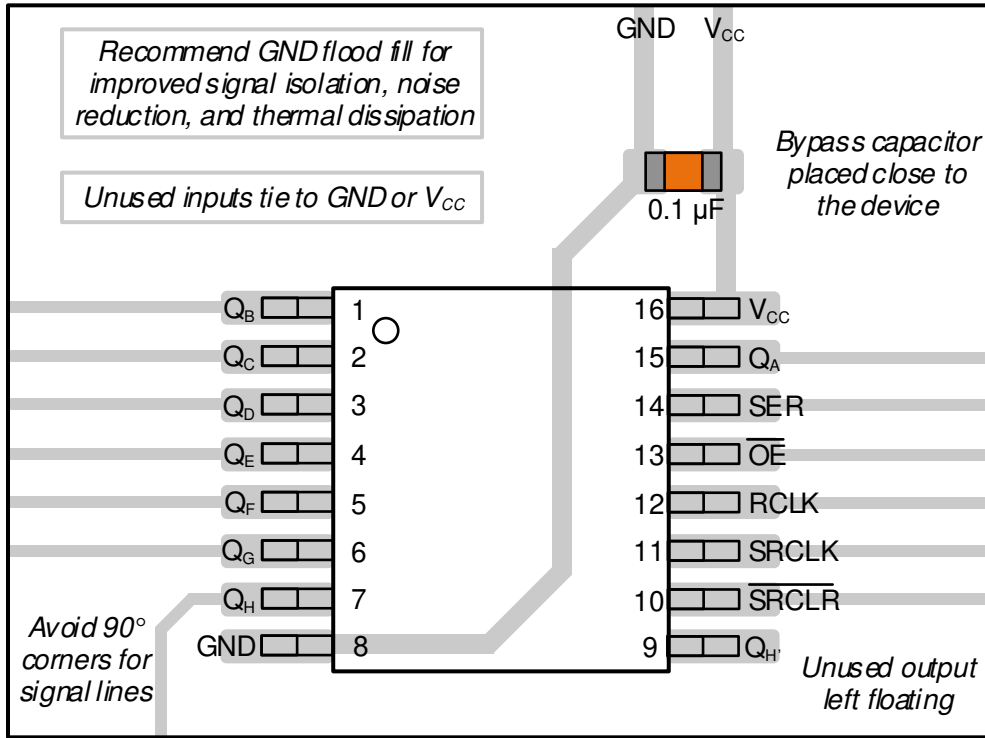 GND V_CC
Recommend GND flood fill for
improved signal isolation, noise
reduction, and thermal dissipation
Unused inputs tie to GND or V_CC
Bypass capacitor
placed close to
the device
0.1 µF
Q_B 1
Q_C 2
Q_D 3
Q_E 4
Q_F 5
Q_G 6
Q_H 7
GND 8
16 V_CC
15 Q_A
14 SER
13 O̅E̅
12 RCLK
11 SRCLK
10 S̅R̅C̅L̅R̅
9 Q_H'
Avoid 90°
corners for
signal lines
Unused output
left floating